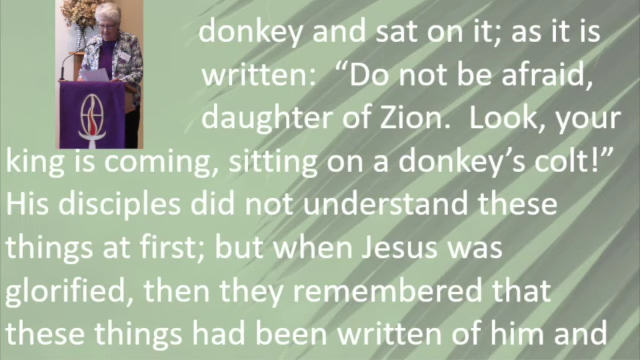 donkey and sat on it; as it is
written:  “Do not be afraid,
daughter of Zion.  Look, your
king is coming, sitting on a donkey’s colt!”
His disciples did not understand these
things at first; but when Jesus was
glorified, then they remembered that
these things had been written of him and